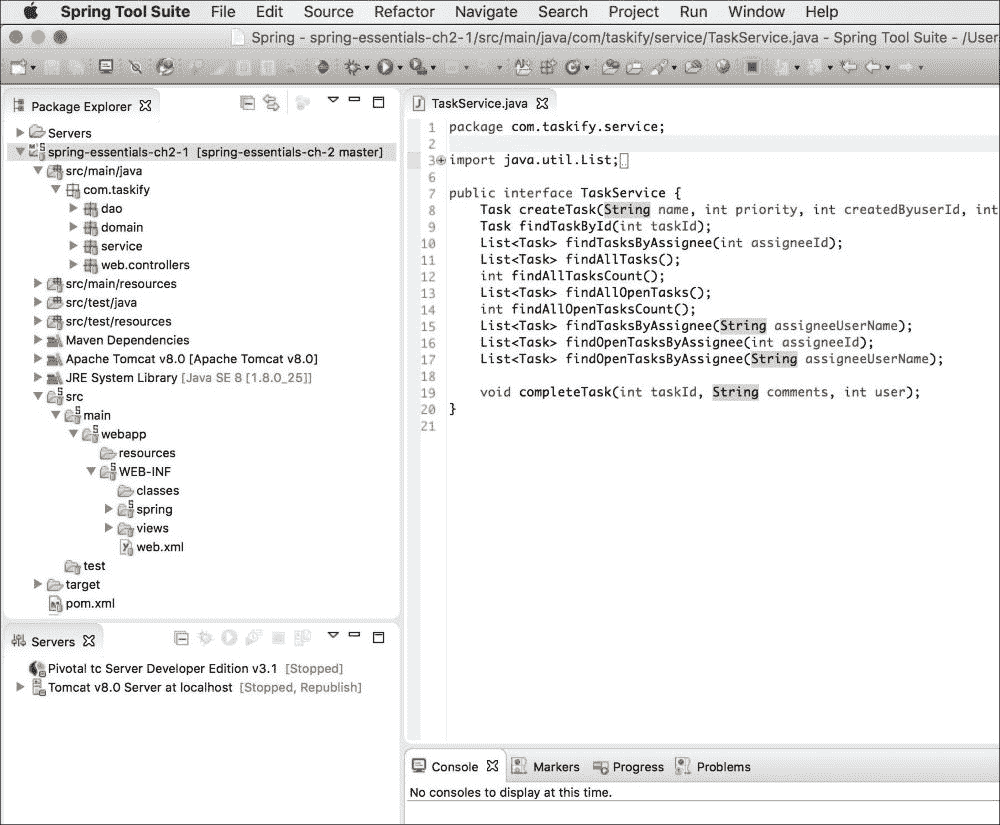 Spring Tool Suite File Edit Source Refactor Navigate Search Project Run Window Help
Spring - spring-essentials-ch2-1/src/main/java/com/taskify/service/TaskService.java - Spring Tool Suite - /User
Package Explorer
Servers
spring-essentials-ch2-1 [spring-essentials-ch-2 master]
src/main/java
com.taskify
dao
domain
service
web.controllers
src/main/resources
src/test/java
src/test/resources
Maven Dependencies
Apache Tomcat v8.0 [Apache Tomcat v8.0]
JRE System Library [Java SE 8 [1.8.0_25]]
src
main
webapp
resources
WEB-INF
classes
spring
views
web.xml
test
target
pom.xml
Servers
Pivotal tc Server Developer Edition v3.1 [Stopped]
Tomcat v8.0 Server at localhost [Stopped, Republish]
TaskService.java
1 package com.taskify.service;
2
3 import java.util.List;
6
7 public interface TaskService {
8 Task createTask(String name, int priority, int createdByuserId, int
9 Task findTaskById(int taskId);
10 List<Task> findTasksByAssignee(int assigneeId);
11 List<Task> findAllTasks();
12 int findAllTasksCount();
13 List<Task> findAllOpenTasks();
14 int findAllOpenTasksCount();
15 List<Task> findTasksByAssignee(String assigneeUserName);
16 List<Task> findOpenTasksByAssignee(int assigneeId);
17 List<Task> findOpenTasksByAssignee(String assigneeUserName);
18
19 void completeTask(int taskId, String comments, int user);
20 }
21
Console Markers Progress Problems
No consoles to display at this time.